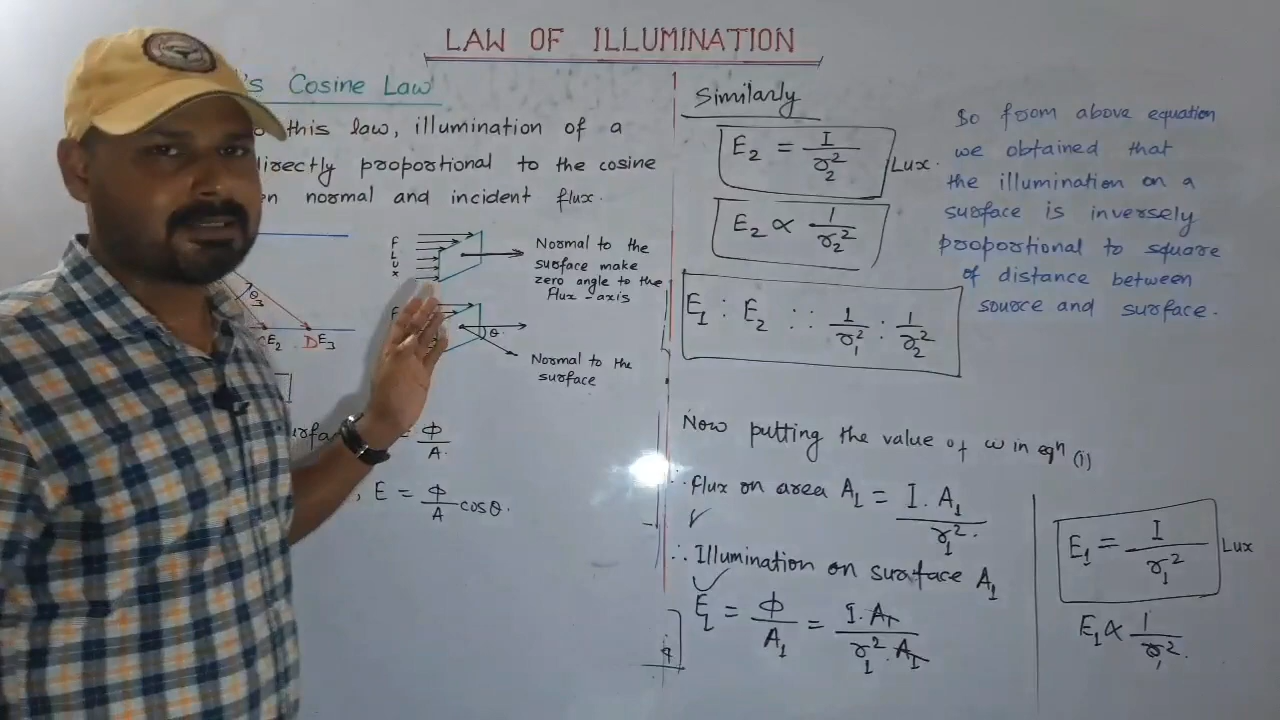 LAW OF ILLUMINATION
's Cosine Law
this law, illumination of a
directly proportional to the cosine
normal and incident flux.
FLUX
Normal to the
surface make
zero angle to the
flux-axis
F
θ
Normal to the
surface
θ3
E2 DE3
= Φ/A.
, E = Φ/A cosθ.
Similarly
E2 = I/r2² Lux.
E2 ∝ 1/r2²
E1 : E2 :: 1/r1² : 1/r2²
So from above equation
we obtained that
the illumination on a
surface is inversely
proportional to square
of distance between
source and surface.
Now putting the value of ω in eqn (1)
∴ flux on area A1 = I.A1/r1².
∴ Illumination on surface A1
E1 = Φ/A1 = I.A1/r1².A1
E1 = I/r1² Lux
E1 ∝ 1/r1².